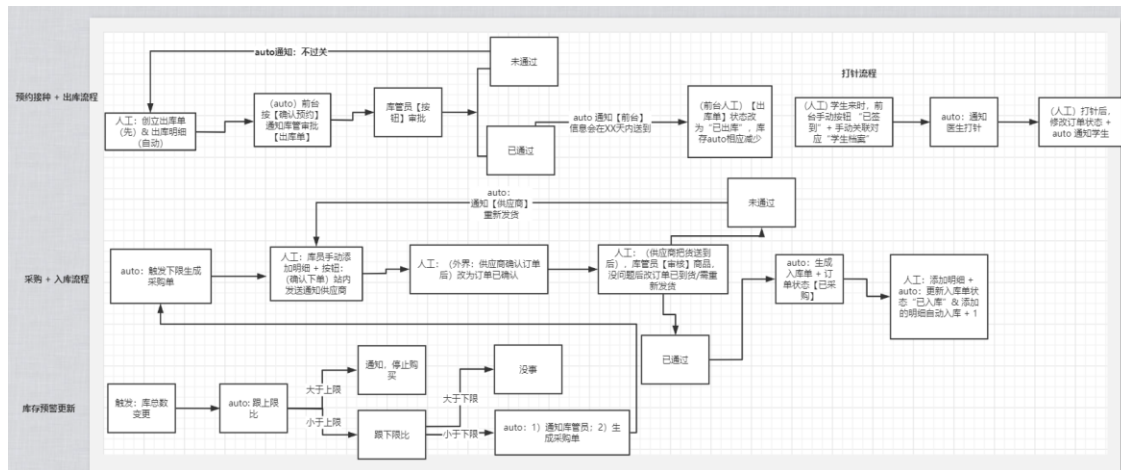 auto通知：不过关
未通过
打针流程
预约接种 + 出库流程
人工：创立出库单
（先）& 出库明细
（自动）
（auto）前台
按【确认预约】
通知库管审批
【出库单】
库管员【按
钮】审批
已通过
auto 通知【前台】
信息会在XX天内送到
（前台人工）【出
库单】状态改
为 “已出库”，库
存auto相应减少
（人工) 学生来时，前
台手动按钮 “已签
到” + 手动关联对
应 “学生档案”
auto：通知
医生打针
（人工）打针后，
修改订单状态 +
auto 通知学生
auto：
通知【供应商】
重新发货
未通过
采购 + 入库流程
auto：触发下限生成
采购单
人工：库员手动添
加明细 + 按钮：
（确认下单）站内
发送通知供应商
人工：（外界：供应商确认订单
后）改为订单已确认
人工：（供应商把货送到
后），库管员【审核】商品，
没问题后改订单已到货/需重
新发货
auto：生成
入库单 + 订
单状态【已采
购】
人工：添加明细 +
auto：更新入库单状
态 “已入库” & 添加
的明细自动入库 + 1
已通过
库存预警更新
触发：库总数
变更
auto: 跟上限
比
大于上限
小于上限
通知，停止购
买
跟下限比
大于下限
小于下限
没事
auto：1）通知库管员；2）生
成采购单